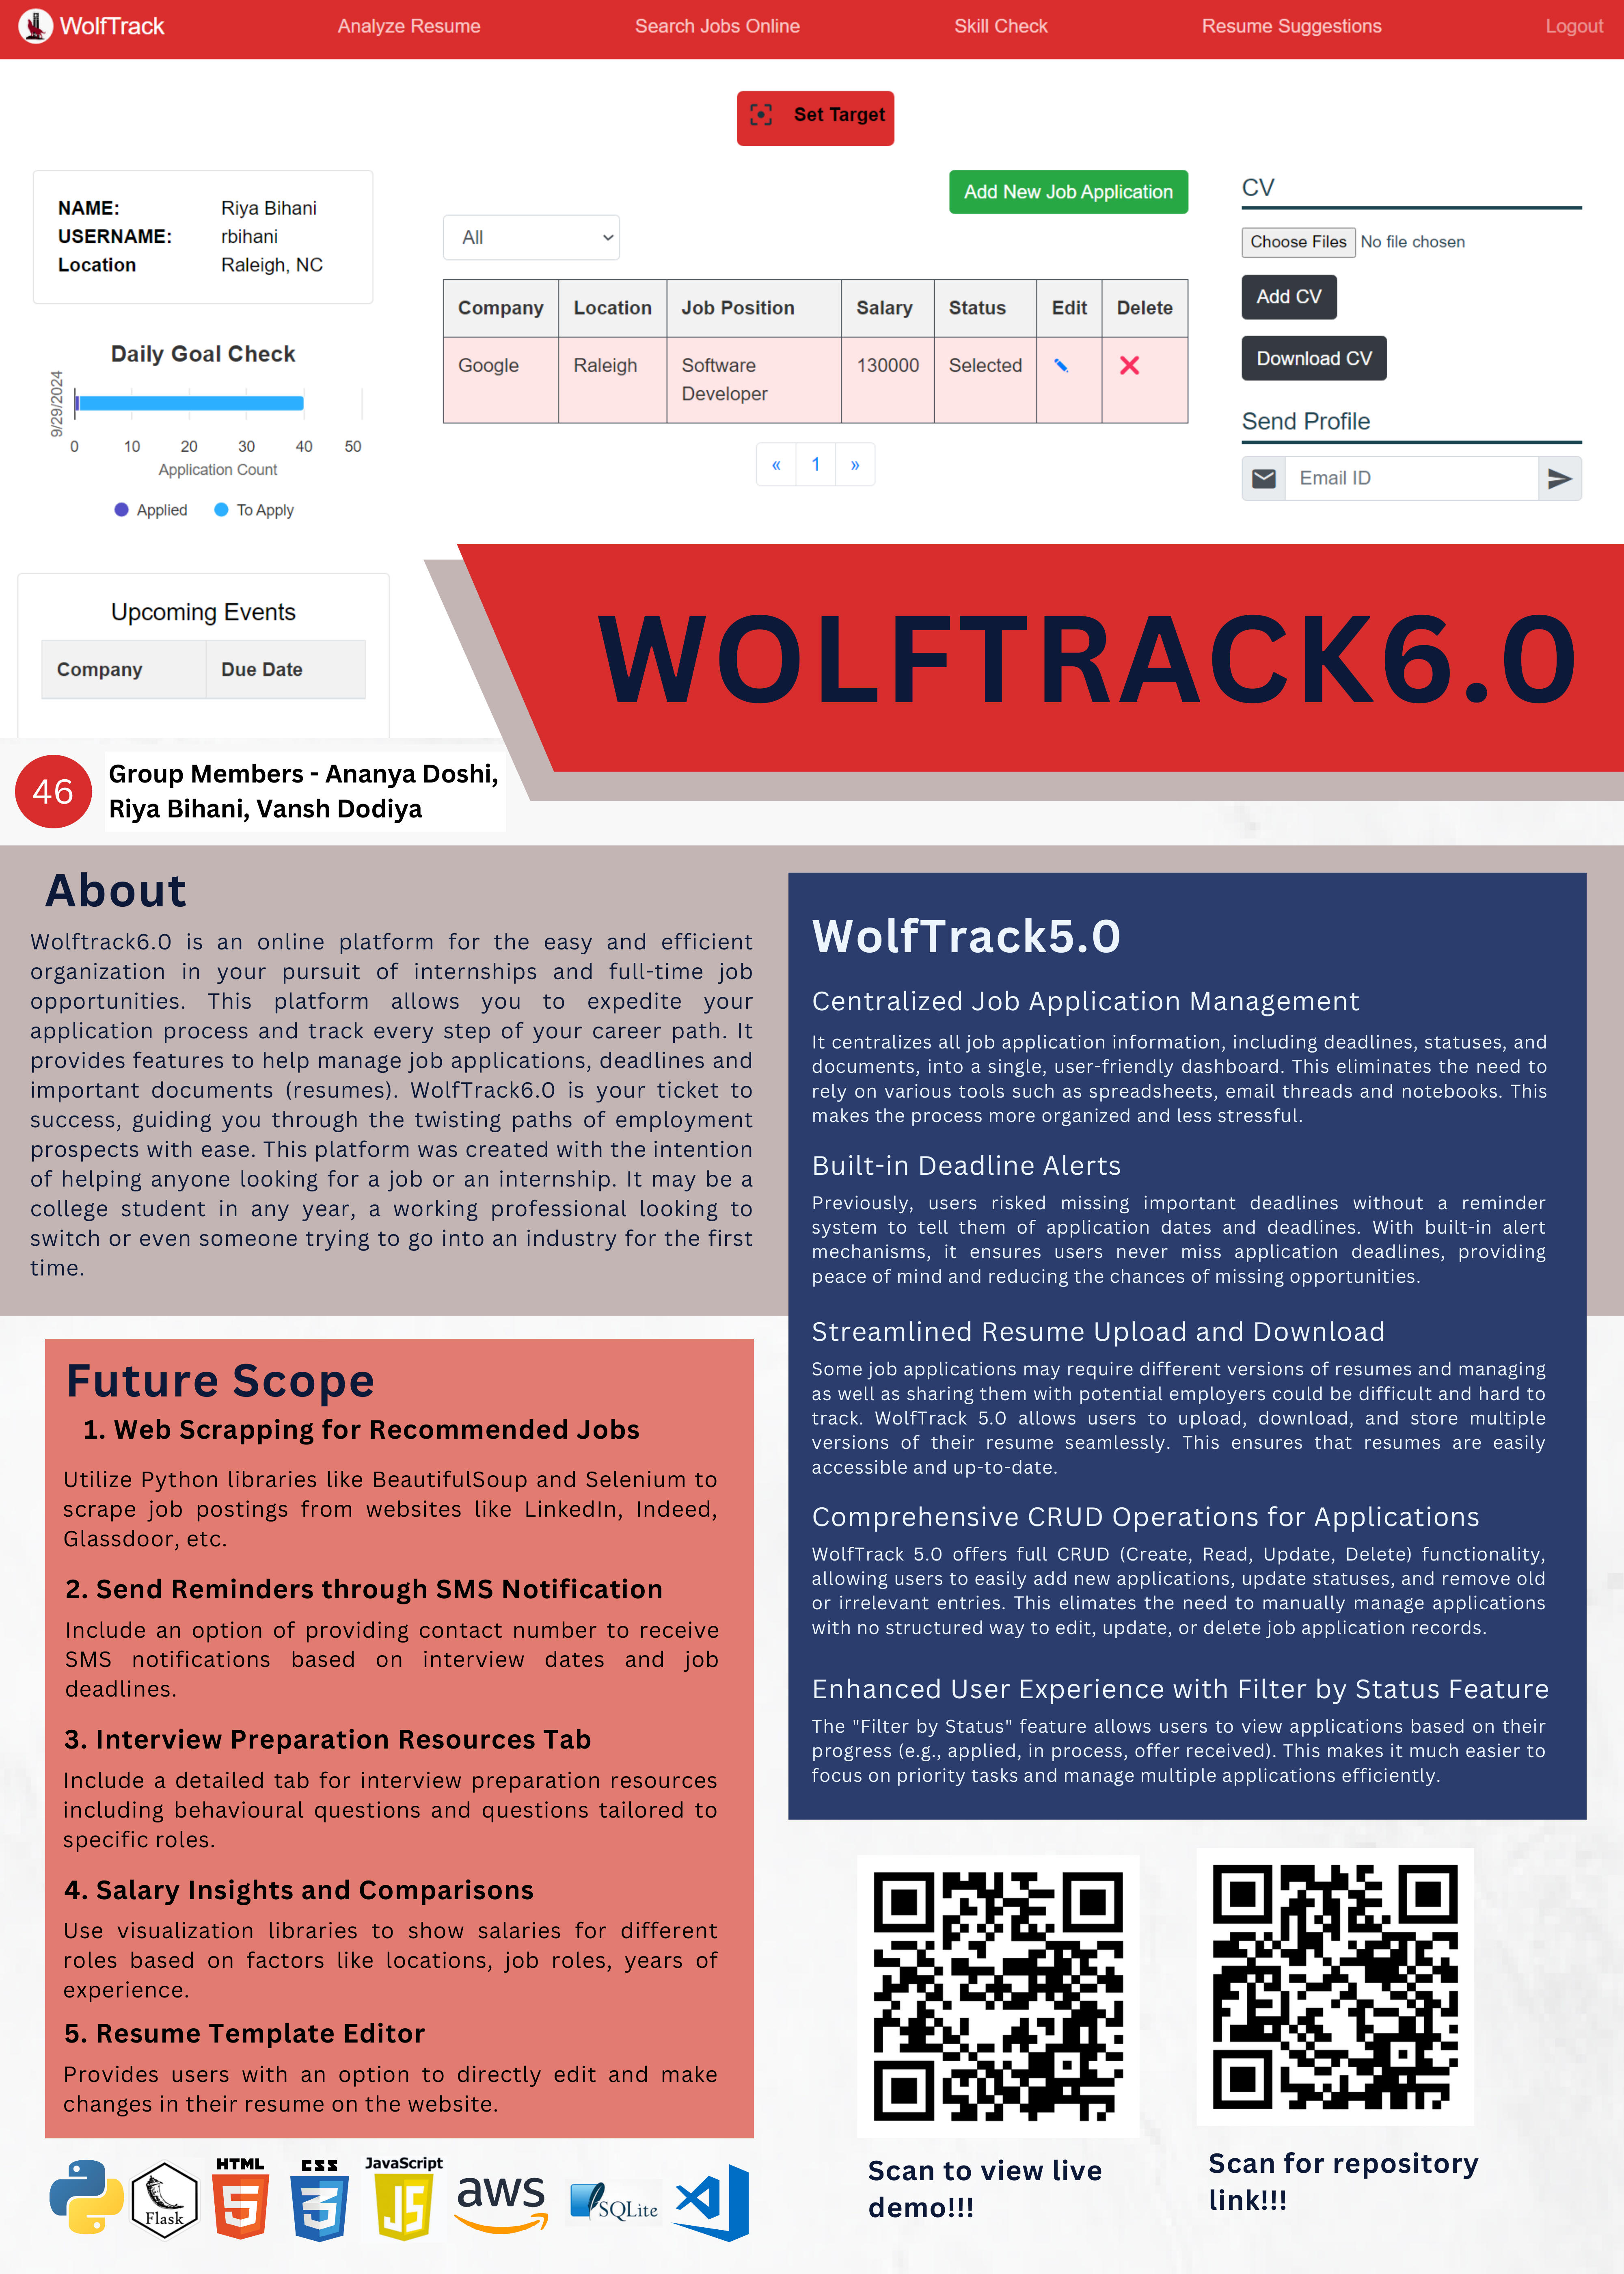 WolfTrack
Analyze Resume
Search Jobs Online
Skill Check
Resume Suggestions
Logout
Set Target
NAME: Riya Bihani
USERNAME: rbihani
Location Raleigh, NC
Daily Goal Check
9/29/2024
0 10 20 30 40 50
Application Count
Applied To Apply
Upcoming Events
Company Due Date
Add New Job Application
All
Company Location Job Position Salary Status Edit Delete
Google Raleigh Software 130000 Selected
Developer
« 1 »
CV
Choose Files No file chosen
Add CV
Download CV
Send Profile
Email ID
WOLFTRACK6.0
46
Group Members - Ananya Doshi,
Riya Bihani, Vansh Dodiya
About
Wolftrack6.0 is an online platform for the easy and efficient
organization in your pursuit of internships and full-time job
opportunities. This platform allows you to expedite your
application process and track every step of your career path. It
provides features to help manage job applications, deadlines and
important documents (resumes). WolfTrack6.0 is your ticket to
success, guiding you through the twisting paths of employment
prospects with ease. This platform was created with the intention
of helping anyone looking for a job or an internship. It may be a
college student in any year, a working professional looking to
switch or even someone trying to go into an industry for the first
time.
Future Scope
1. Web Scrapping for Recommended Jobs
Utilize Python libraries like BeautifulSoup and Selenium to
scrape job postings from websites like LinkedIn, Indeed,
Glassdoor, etc.
2. Send Reminders through SMS Notification
Include an option of providing contact number to receive
SMS notifications based on interview dates and job
deadlines.
3. Interview Preparation Resources Tab
Include a detailed tab for interview preparation resources
including behavioural questions and questions tailored to
specific roles.
4. Salary Insights and Comparisons
Use visualization libraries to show salaries for different
roles based on factors like locations, job roles, years of
experience.
5. Resume Template Editor
Provides users with an option to directly edit and make
changes in their resume on the website.
Flask
HTML
5
CSS
3
JavaScript
JS
aws
SQLite
WolfTrack5.0
Centralized Job Application Management
It centralizes all job application information, including deadlines, statuses, and
documents, into a single, user-friendly dashboard. This eliminates the need to
rely on various tools such as spreadsheets, email threads and notebooks. This
makes the process more organized and less stressful.
Built-in Deadline Alerts
Previously, users risked missing important deadlines without a reminder
system to tell them of application dates and deadlines. With built-in alert
mechanisms, it ensures users never miss application deadlines, providing
peace of mind and reducing the chances of missing opportunities.
Streamlined Resume Upload and Download
Some job applications may require different versions of resumes and managing
as well as sharing them with potential employers could be difficult and hard to
track. WolfTrack 5.0 allows users to upload, download, and store multiple
versions of their resume seamlessly. This ensures that resumes are easily
accessible and up-to-date.
Comprehensive CRUD Operations for Applications
WolfTrack 5.0 offers full CRUD (Create, Read, Update, Delete) functionality,
allowing users to easily add new applications, update statuses, and remove old
or irrelevant entries. This elimates the need to manually manage applications
with no structured way to edit, update, or delete job application records.
Enhanced User Experience with Filter by Status Feature
The "Filter by Status" feature allows users to view applications based on their
progress (e.g., applied, in process, offer received). This makes it much easier to
focus on priority tasks and manage multiple applications efficiently.
Scan to view live
demo!!!
Scan for repository
link!!!